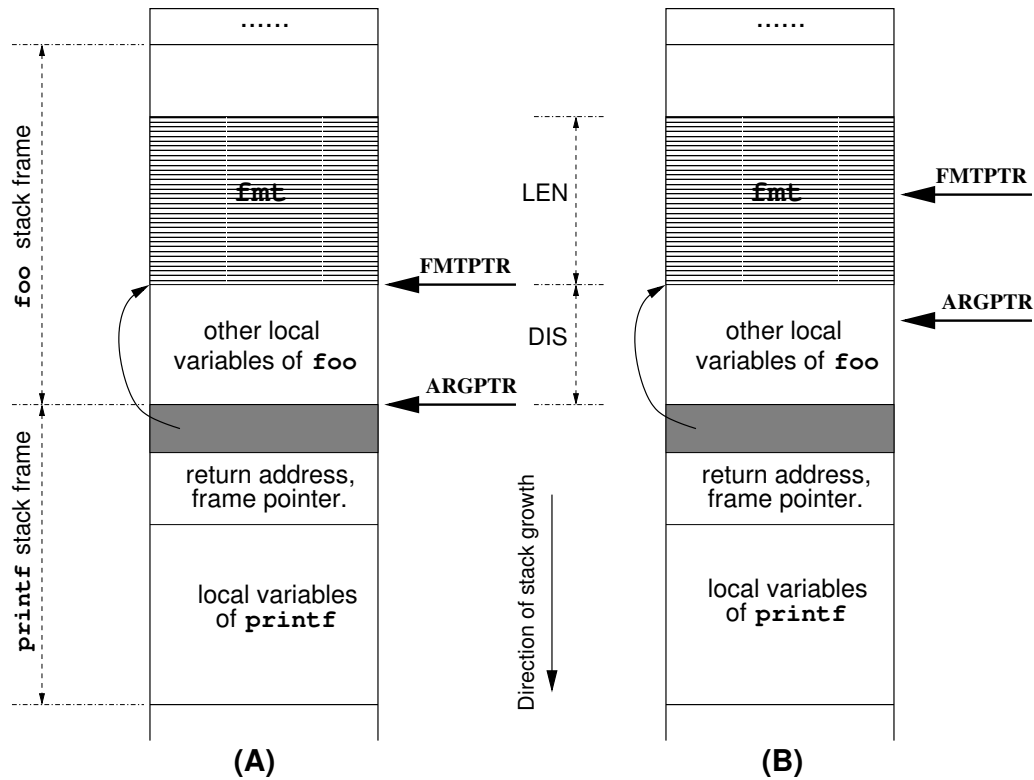 ......
foo stack frame
fmt
FMTPTR
other local
variables of foo
ARGPTR
printf stack frame
return address,
frame pointer.
local variables
of printf
(A)
LEN
DIS
Direction of stack growth
......
fmt
FMTPTR
ARGPTR
other local
variables of foo
return address,
frame pointer.
local variables
of printf
(B)